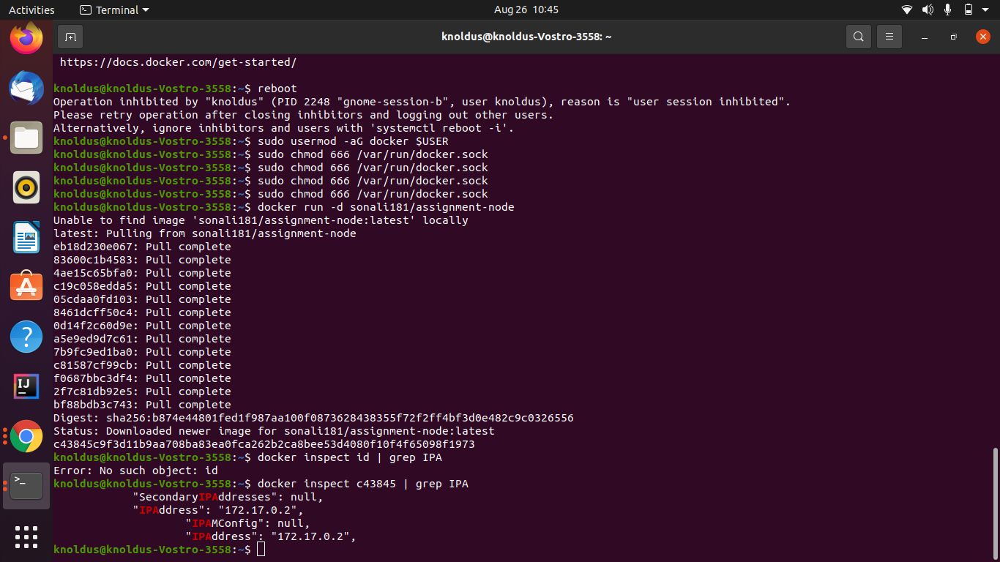 Activities
Terminal
Aug 26 10:45
knoldus@knoldus-Vostro-3558: ~
https://docs.docker.com/get-started/
knoldus@knoldus-Vostro-3558:~$ reboot
Operation inhibited by "knoldus" (PID 2248 "gnome-session-b", user knoldus), reason is "user session inhibited".
Please retry operation after closing inhibitors and logging out other users.
Alternatively, ignore inhibitors and users with 'systemctl reboot -i'.
knoldus@knoldus-Vostro-3558:~$ sudo usermod -aG docker $USER
knoldus@knoldus-Vostro-3558:~$ sudo chmod 666 /var/run/docker.sock
knoldus@knoldus-Vostro-3558:~$ sudo chmod 666 /var/run/docker.sock
knoldus@knoldus-Vostro-3558:~$ sudo chmod 666 /var/run/docker.sock
knoldus@knoldus-Vostro-3558:~$ sudo chmod 666 /var/run/docker.sock
knoldus@knoldus-Vostro-3558:~$ docker run -d sonali181/assignment-node
Unable to find image 'sonali181/assignment-node:latest' locally
latest: Pulling from sonali181/assignment-node
eb18d230e067: Pull complete
83600c1b4583: Pull complete
4ae15c65bfa0: Pull complete
c19c058edda5: Pull complete
05cdaa0fd103: Pull complete
8461dcff50c4: Pull complete
0d14f2c60d9e: Pull complete
a5e9ed9d7c61: Pull complete
7b9fc9ed1ba0: Pull complete
c81587cf99cb: Pull complete
f0687bbc3df4: Pull complete
2f7c81db92e5: Pull complete
bf88bdb3c743: Pull complete
Digest: sha256:b874e44801fed1f987aa100f0873628438355f72f2ff4bf3d0e482c9c0326556
Status: Downloaded newer image for sonali181/assignment-node:latest
c43845c9f3d11b9aa708ba83ea0fca262b2ca8bee53d4080f10f4f65098f1973
knoldus@knoldus-Vostro-3558:~$ docker inspect id | grep IPA
Error: No such object: id
knoldus@knoldus-Vostro-3558:~$ docker inspect c43845 | grep IPA
"SecondaryIPAddresses": null,
"IPAddress": "172.17.0.2",
"IPAMConfig": null,
"IPAddress": "172.17.0.2",
knoldus@knoldus-Vostro-3558:~$
IJ